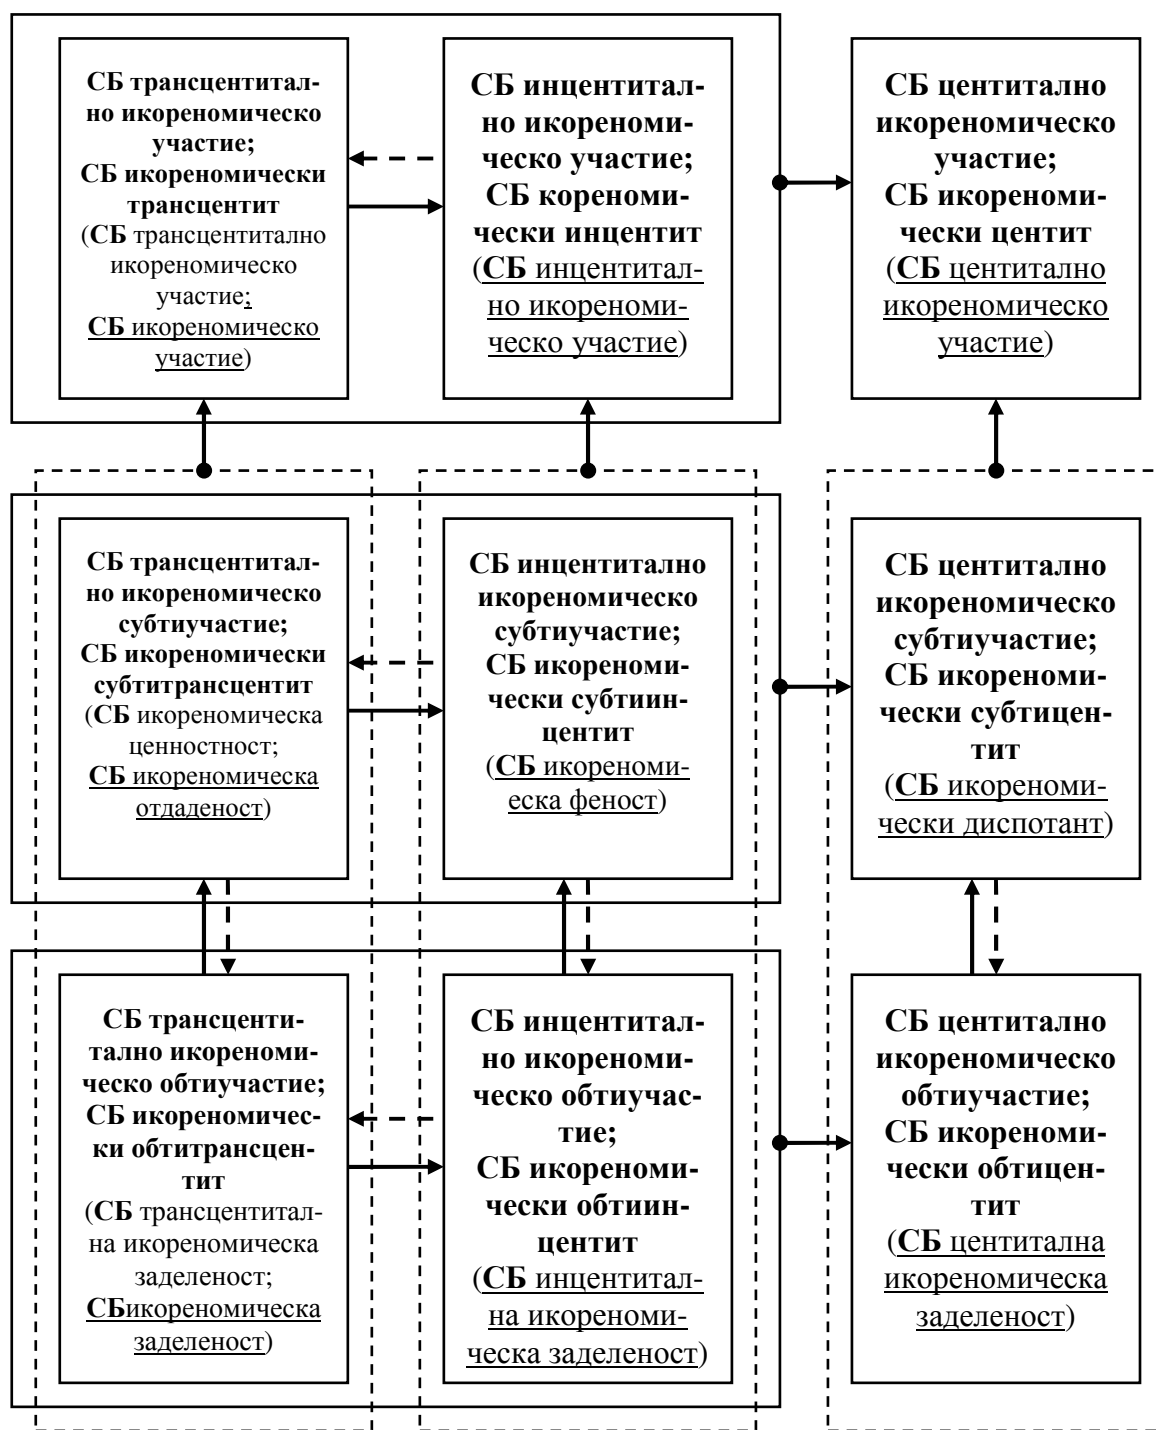 СБ трансцентитал-
но икореномическо
участие;
СБ икореномически
трансцентит
(СБ трансцентитално
икореномическо
участие;
СБ икореномическо
участие)
СБ инцентитал-
но икореноми-
ческо участие;
СБ кореноми-
чески инцентит
(СБ инцентитал-
но икореноми-
ческо участие)
СБ центитално
икореномическо
участие;
СБ икореноми-
чески центит
(СБ центитално
икореномическо
участие)
СБ трансцентитал-
но икореномическо
субтиучастие;
СБ икореномически
субтитрансцентит
(СБ икореномическа
ценностност;
СБ икореномическа
отдаденост)
СБ инцентитално
икореномическо
субтиучастие;
СБ икореноми-
чески субтиин-
центит
(СБ икореноми-
еска феност)
СБ центитално
икореномическо
субтиучастие;
СБ икореноми-
чески субтицен-
тит
(СБ икореноми-
чески диспотант)
СБ трансценти-
тално икореноми-
ческо обтиучастие;
СБ икореномичес-
ки обтитрансцен-
тит
(СБ трансцентитал-
на икореномическа
заделеност;
СБикореномическа
заделеност)
СБ инцентитал-
но икореноми-
ческо обтиучас-
тие;
СБ икореноми-
чески обтиин-
центит
(СБ инцентитал-
на икореноми-
ческа заделеност)
СБ центитално
икореномическо
обтиучастие;
СБ икореноми-
чески обтицен-
тит
(СБ центитална
икореномическа
заделеност)